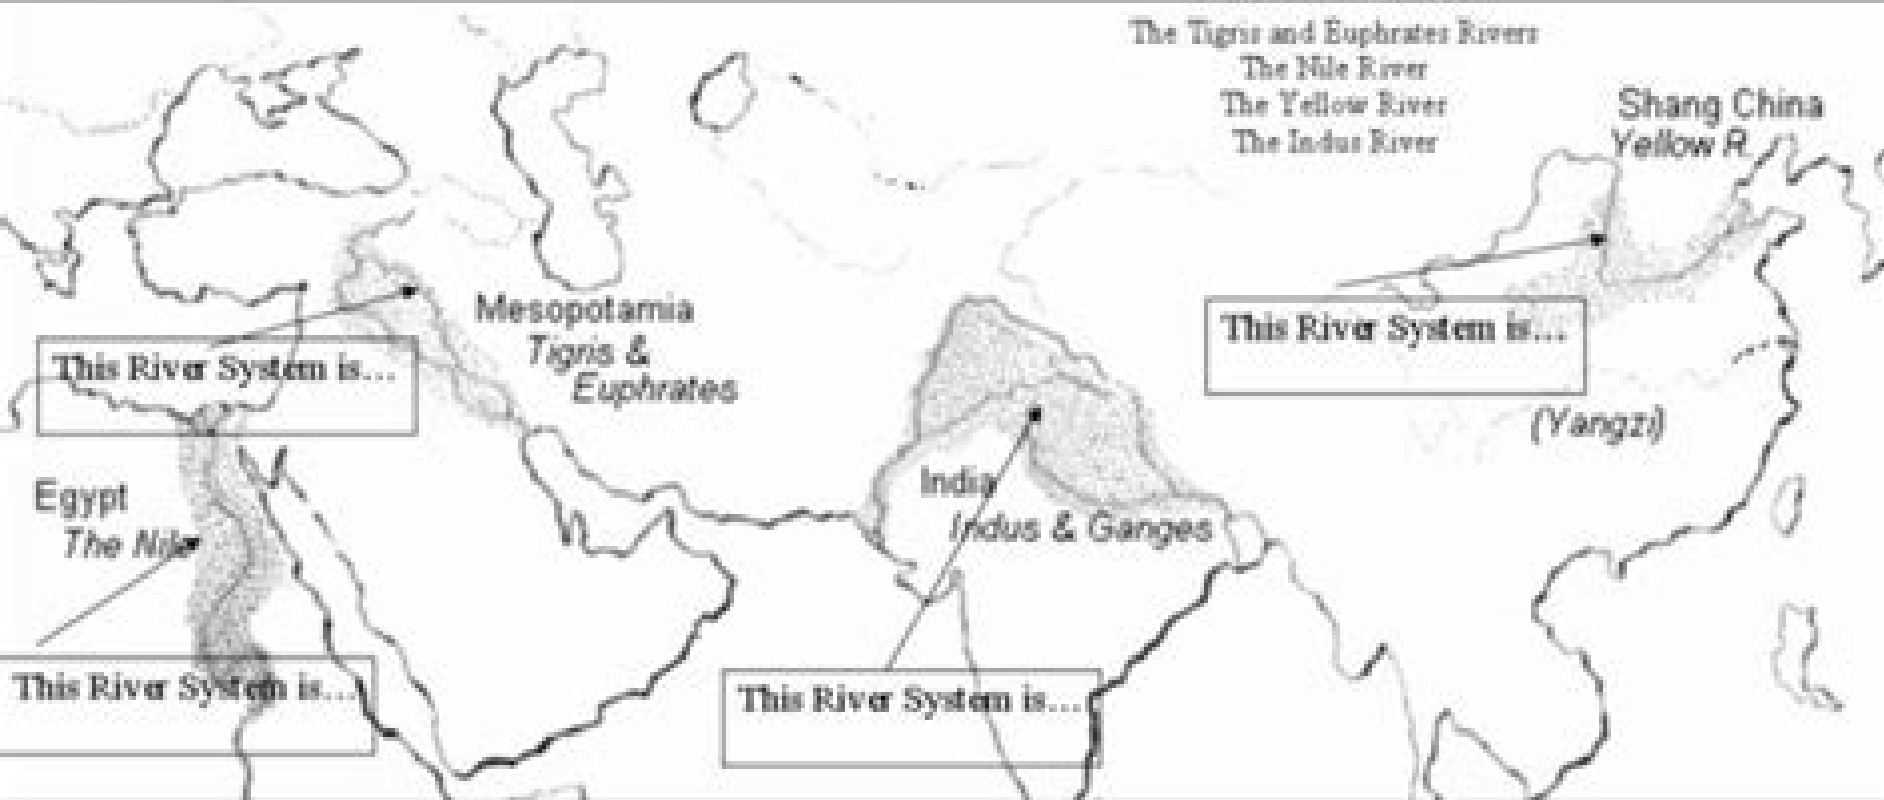 The Tigris and Euphrates Rivers
The Nile River
The Yellow River
The Indus River
Shang China
Yellow R.
Mesopotamia
Tigris &
Euphrates
This River System is...
This River System is...
(Yangzi)
Egypt
The Nile
India
Indus & Ganges
This River System is...
This River System is...